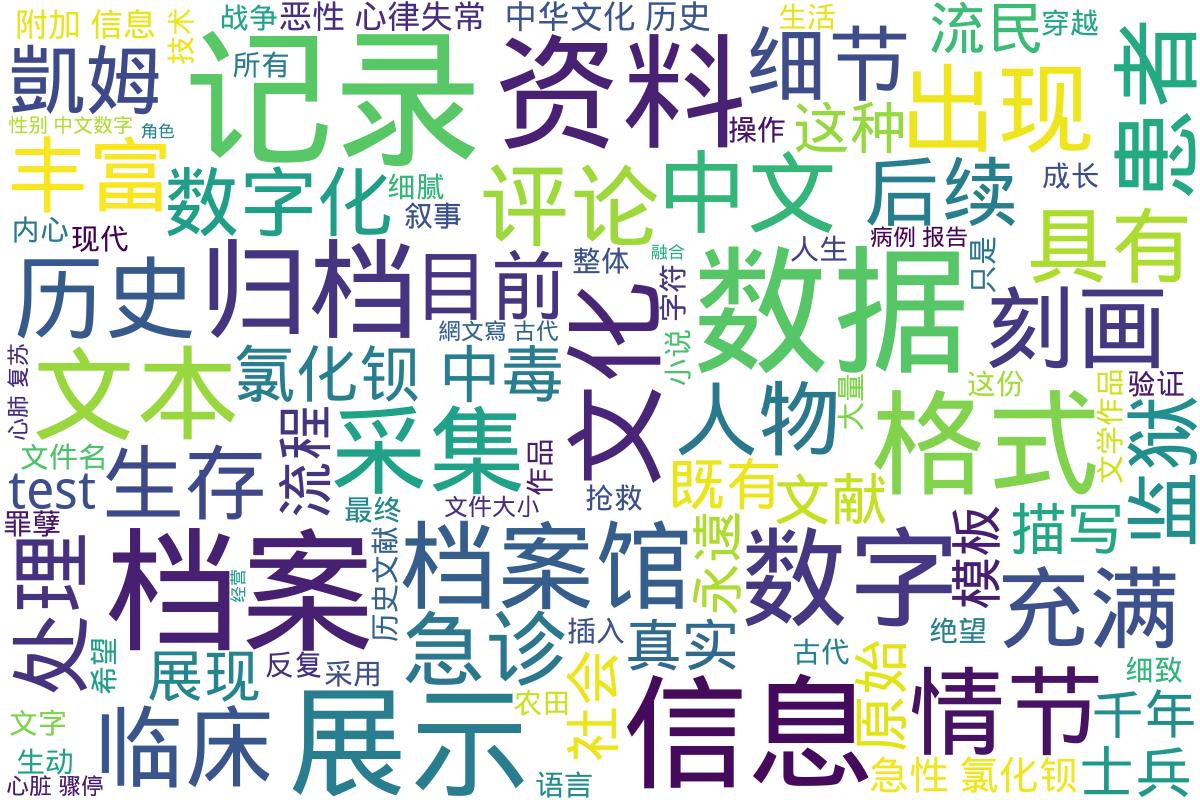 附加 信息
技术
战争
恶性 心律失常
中华文化 历史
生活
流民
穿越
患者
凯姆
所有
记录
资料
细节
出现
性别 中文数字
角色
操作
这种
丰富
数字化
细腻
叙事
评论
中文
后续
成长
具有
内心
现代
历史
归档
目前
整体
融合
字符
人生
病例 报告
只是
文化
数据
刻画
網文寫 古代
心肺 复苏
文本
氯化钡
中毒
小说
人物
大量
格式
这份
文学作品
验证
监狱
文件名
test
生存
流程
采集
作品
既有
文献
罪孽
最终
文件大小
抢救
处理
档案
经营
历史文献
档案馆
永遠
数字
模板
描写
充满
希望
展现
反复
采用
急诊
插入
真实
古代
绝望
细致
文字
临床
展示
农田
社会
信息
原始
情节
千年
生动
心脏 骤停
语言
急性 氯化钡
士兵